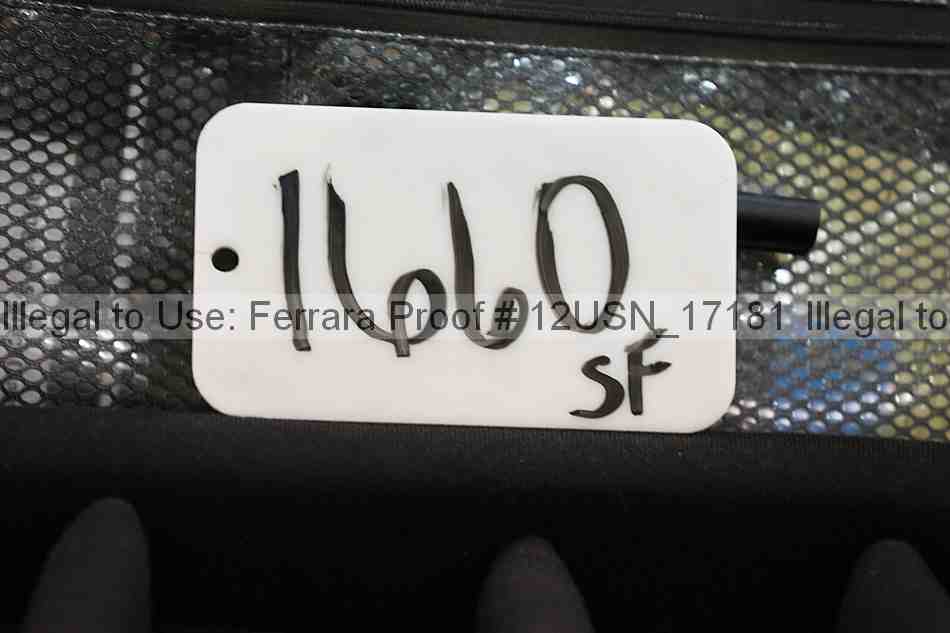 1660
Illegal to Use: Ferrara Proof #12USN_17181 Illegal to
SF